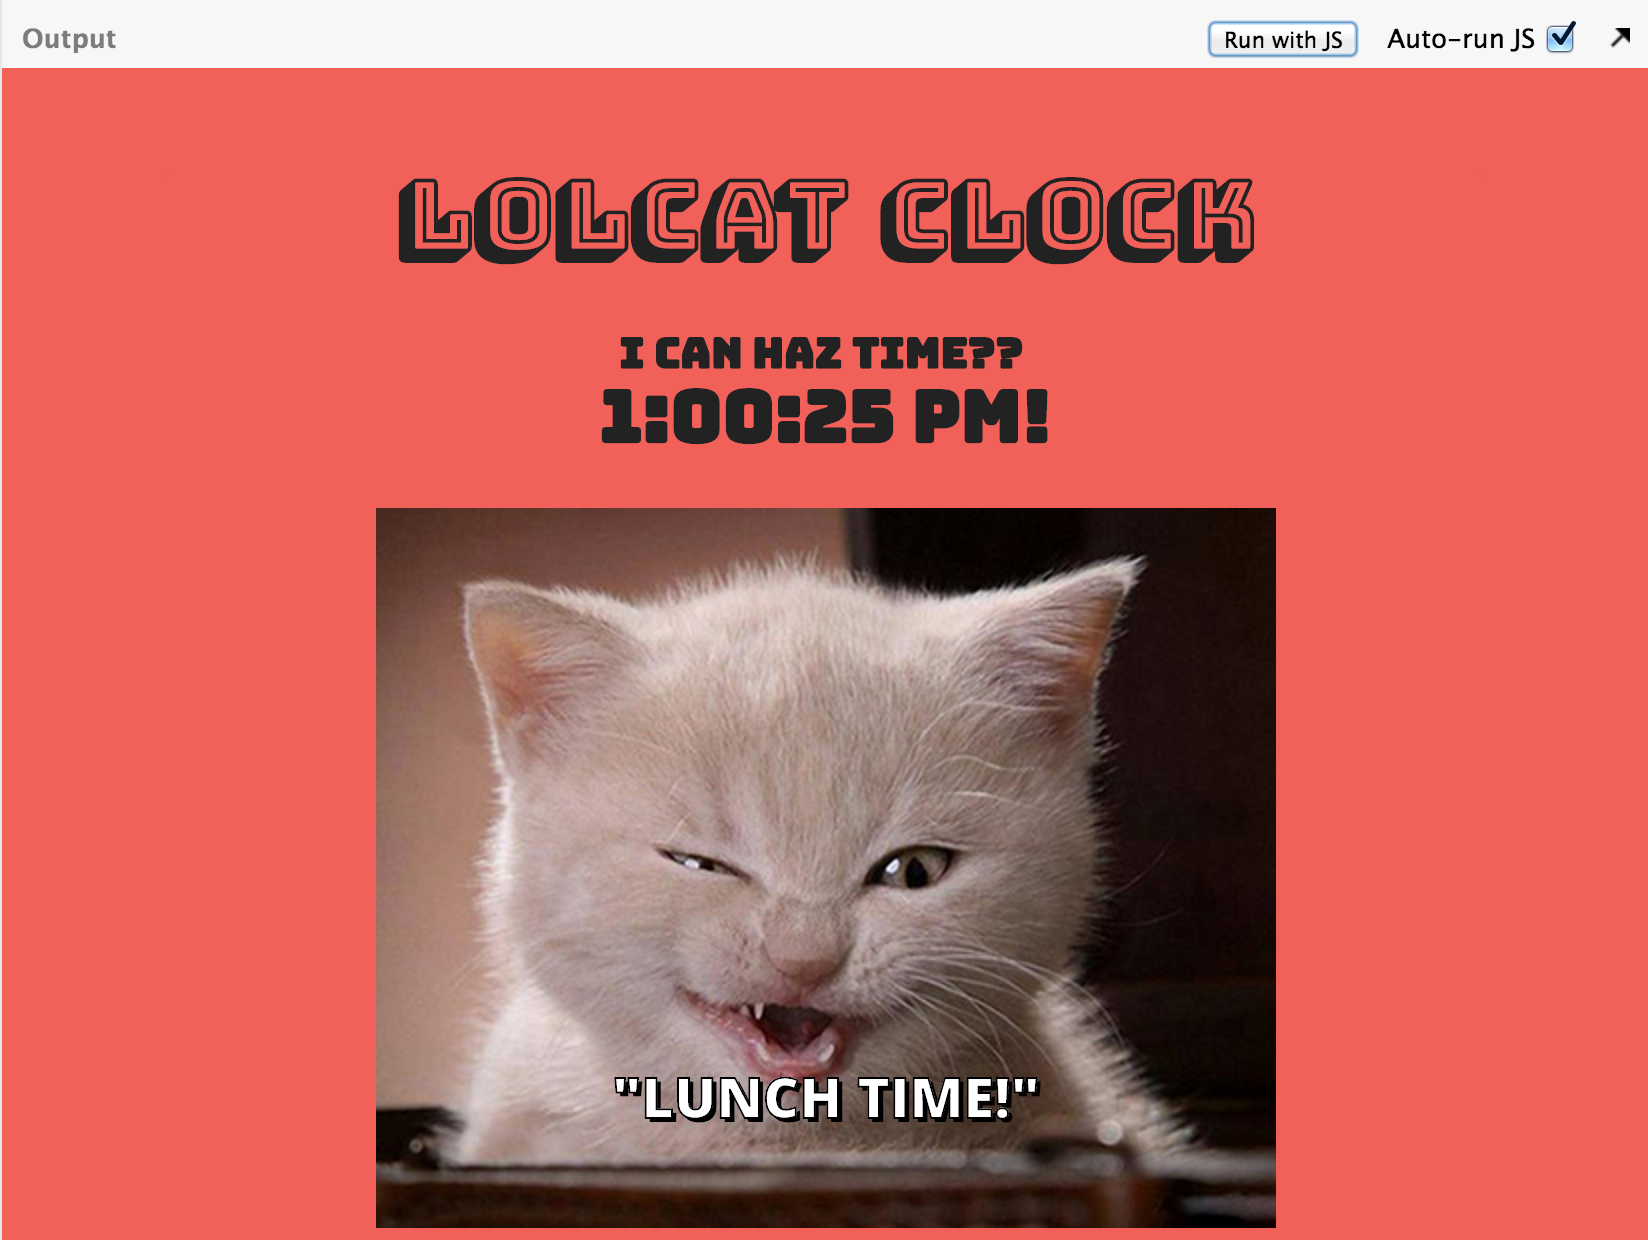 Output
Run with JS
Auto-run JS
LOLCAT CLOCK
I CAN HAZ TIME??
1:00:25 PM!
"LUNCH TIME!"